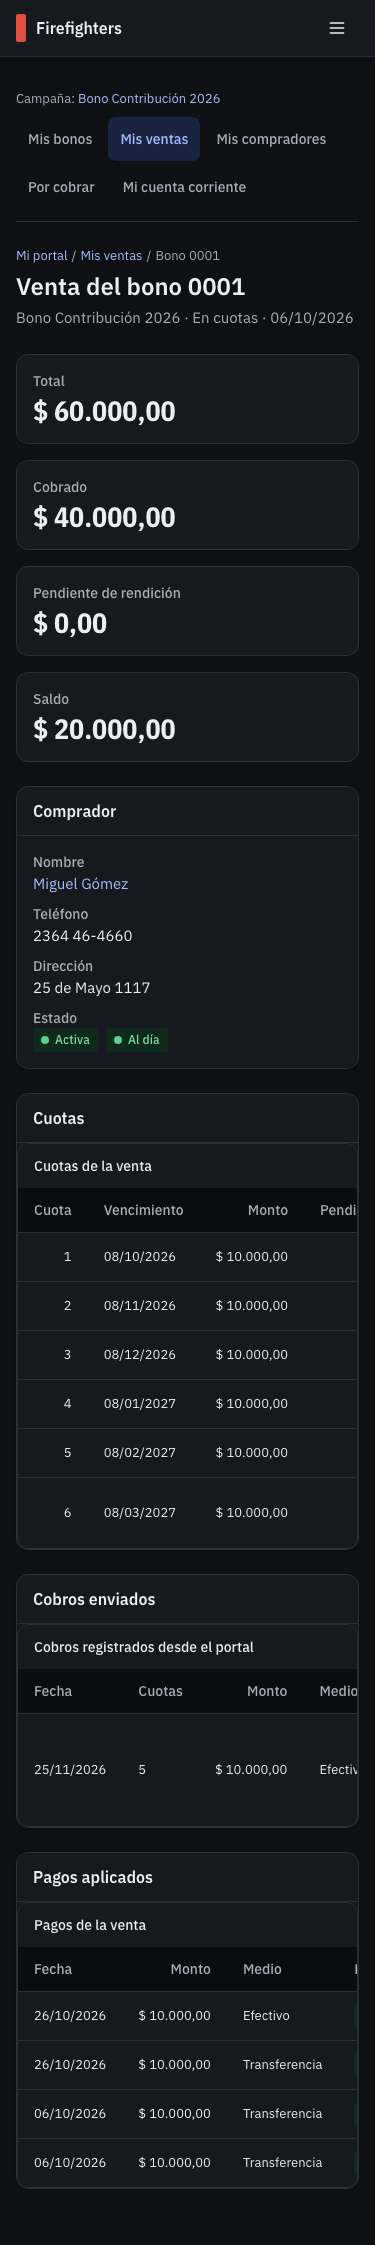 Firefighters
Campaña: Bono Contribución 2026
Mis bonos Mis ventas Mis compradores
Por cobrar Mi cuenta corriente
Mi portal / Mis ventas / Bono 0001
Venta del bono 0001
Bono Contribución 2026 · En cuotas · 06/10/2026
Total
$ 60.000,00
Cobrado
$ 40.000,00
Pendiente de rendición
$ 0,00
Saldo
$ 20.000,00
Comprador
Nombre
Miguel Gómez
Teléfono
2364 46-4660
Dirección
25 de Mayo 1117
Estado
Activa Al día
Cuotas
Cuotas de la venta
Cuota Vencimiento Monto Pendi
1 08/10/2026 $ 10.000,00
2 08/11/2026 $ 10.000,00
3 08/12/2026 $ 10.000,00
4 08/01/2027 $ 10.000,00
5 08/02/2027 $ 10.000,00
6 08/03/2027 $ 10.000,00
Cobros enviados
Cobros registrados desde el portal
Fecha Cuotas Monto Medio
25/11/2026 5 $ 10.000,00 Efectiv
Pagos aplicados
Pagos de la venta
Fecha Monto Medio
26/10/2026 $ 10.000,00 Efectivo
26/10/2026 $ 10.000,00 Transferencia
06/10/2026 $ 10.000,00 Transferencia
06/10/2026 $ 10.000,00 Transferencia